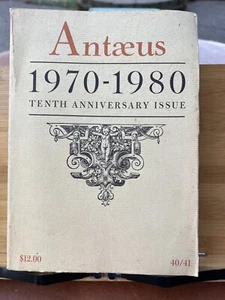 Antæus
1970-1980
TENTH ANNIVERSARY ISSUE
$12.00 40/41